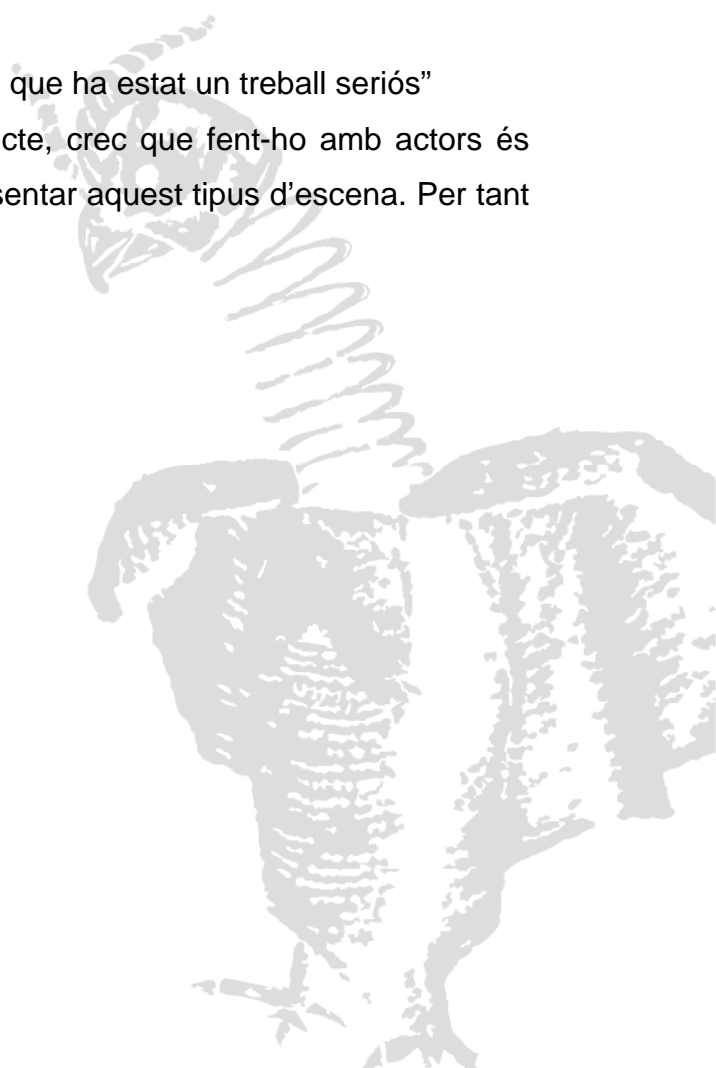 que ha estat un treball seriós”
cte, crec que fent-ho amb actors és
sentar aquest tipus d’escena. Per tant